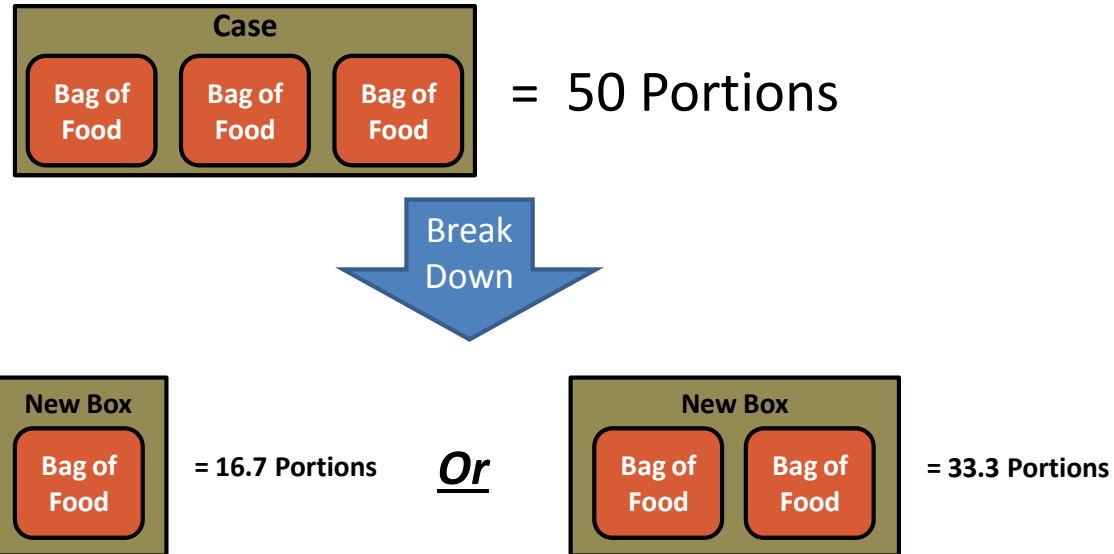 Case
Bag of
Food
Bag of
Food
Bag of
Food
= 50 Portions
Break
Down
New Box
Bag of
Food
= 16.7 Portions
Or
New Box
Bag of
Food
Bag of
Food
= 33.3 Portions